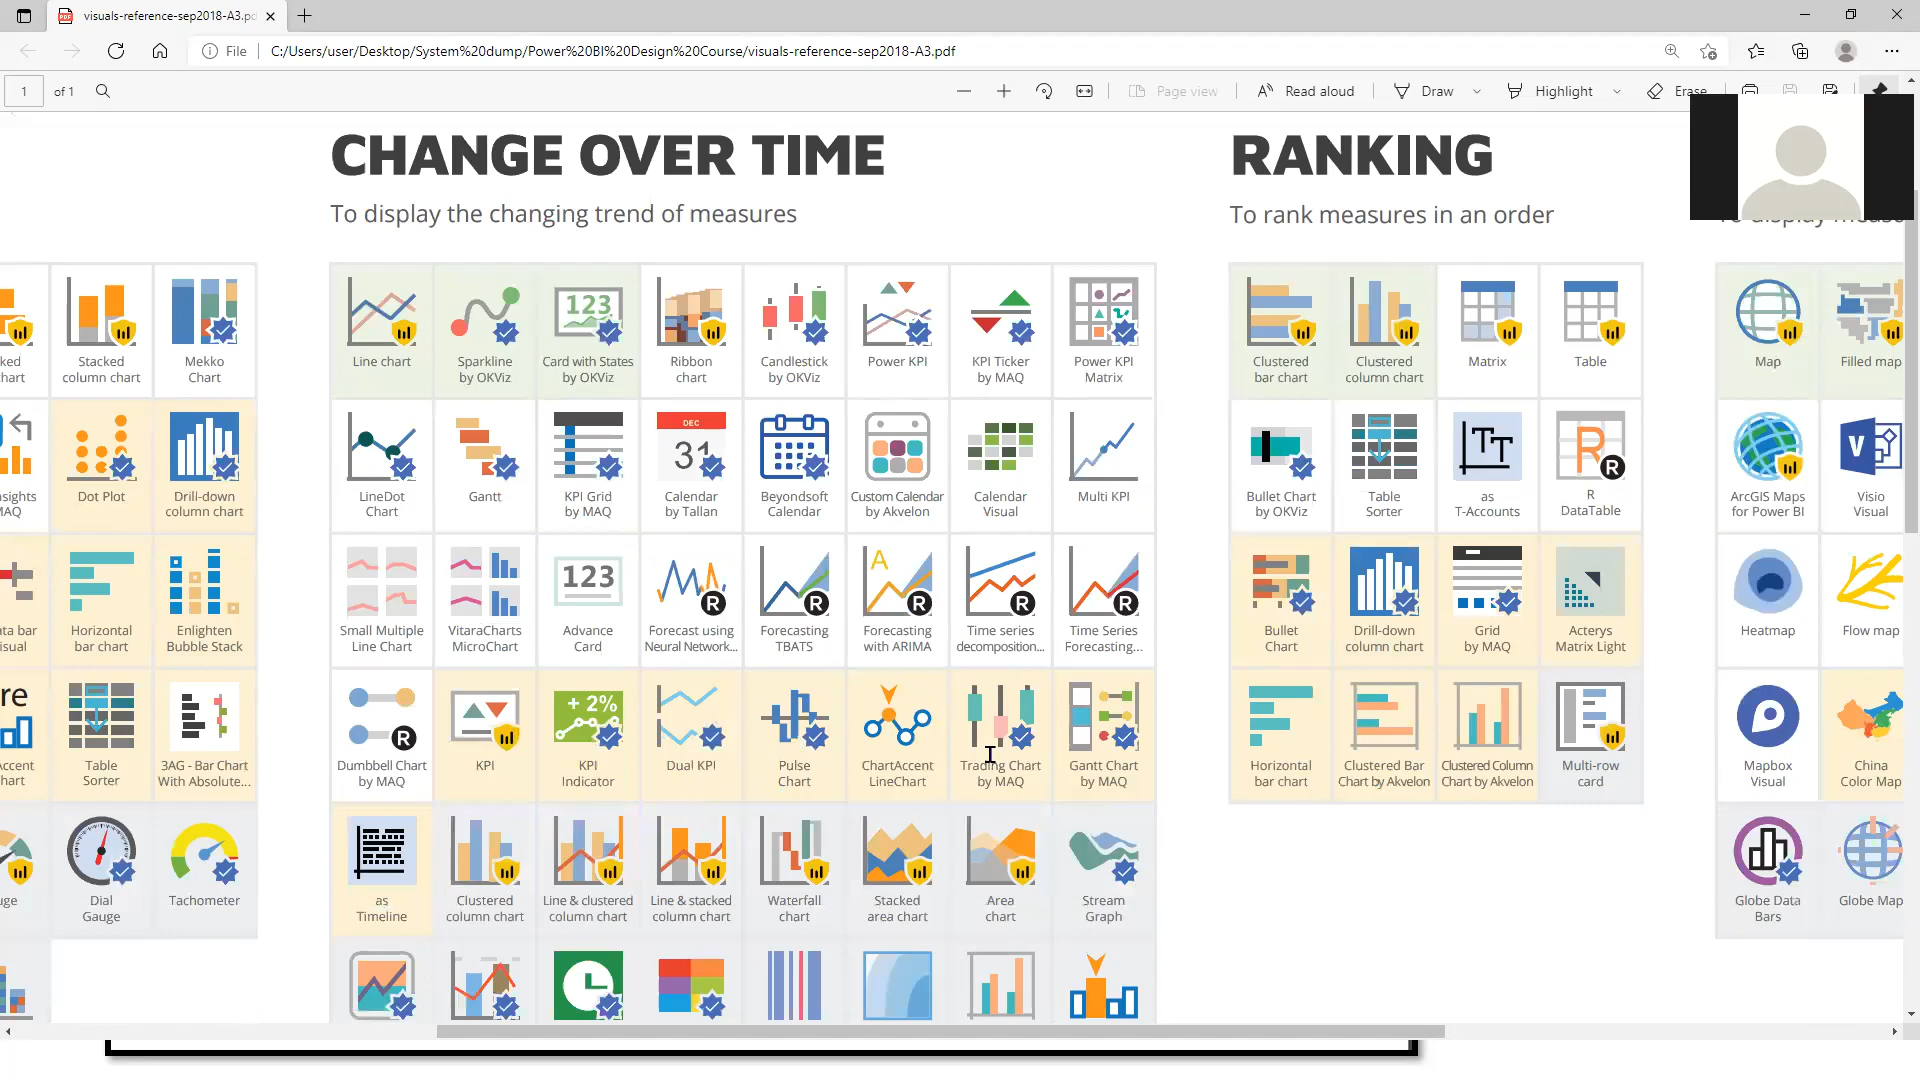 visuals-reference-sep2018-A3.pd
File
C:/Users/user/Desktop/System%20dump/Power%20BI%20Design%20Course/visuals-reference-sep2018-A3.pdf
1
of 1
Page view
Read aloud
Draw
Highlight
Erase
CHANGE OVER TIME
RANKING
To display the changing trend of measures
To rank measures in an order
Stacked
column chart
Mekko
Chart
Line chart
Sparkline
by OKViz
123
Card with States
by OKViz
Ribbon
chart
Candlestick
by OKViz
Power KPI
KPI Ticker
by MAQ
Power KPI
Matrix
Clustered
bar chart
Clustered
column chart
Matrix
Table
Map
Filled map
Dot Plot
Drill-down
column chart
LineDot
Chart
Gantt
KPI Grid
by MAQ
DEC
31
Calendar
by Tallan
Beyondsoft
Calendar
Custom Calendar
by Akvelon
Calendar
Visual
Multi KPI
Bullet Chart
by OKViz
Table
Sorter
TT
as
T-Accounts
R
R
R
DataTable
ArcGIS Maps
for Power BI
V
Visio
Visual
Horizontal
bar chart
Enlighten
Bubble Stack
Small Multiple
Line Chart
VitaraCharts
MicroChart
123
Advance
Card
R
Forecast using
Neural Network...
R
Forecasting
TBATS
A
R
Forecasting
with ARIMA
R
Time series
decomposition...
R
Time Series
Forecasting...
Bullet
Chart
Drill-down
column chart
Grid
by MAQ
Acterys
Matrix Light
Heatmap
Flow map
Table
Sorter
3AG - Bar Chart
With Absolute...
R
Dumbbell Chart
by MAQ
KPI
+ 2%
KPI
Indicator
Dual KPI
Pulse
Chart
ChartAccent
LineChart
Trading Chart
by MAQ
Gantt Chart
by MAQ
Horizontal
bar chart
Clustered Bar
Chart by Akvelon
Clustered Column
Chart by Akvelon
Multi-row
card
Mapbox
Visual
China
Color Map
Dial
Gauge
Tachometer
as
Timeline
Clustered
column chart
Line & clustered
column chart
Line & stacked
column chart
Waterfall
chart
Stacked
area chart
Area
chart
Stream
Graph
Globe Data
Bars
Globe Map